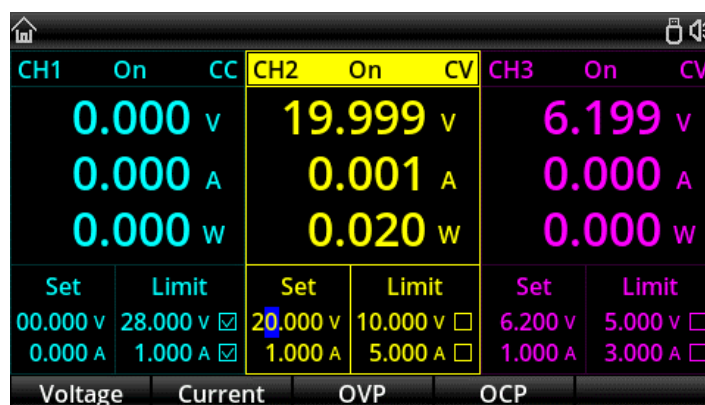 CH1 On CC CH2 On CV CH3 On CV
0.000 V 19.999 V 6.199 V
0.000 A 0.001 A 0.000 A
0.000 W 0.020 W 0.000 W
Set Limit Set Limit Set Limit
00.000 V 28.000 V 20.000 V 10.000 V 6.200 V 5.000 V
0.000 A 1.000 A 1.000 A 5.000 A 1.000 A 3.000 A
Voltage Current OVP OCP